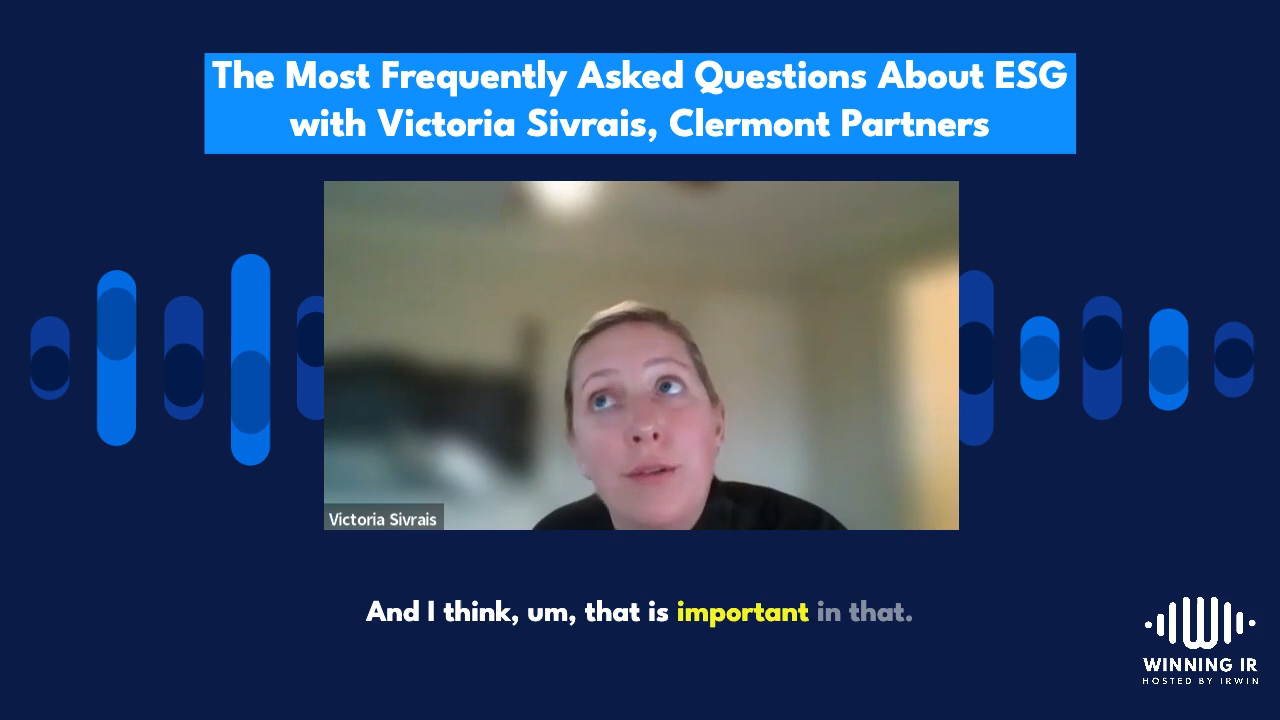 The Most Frequently Asked Questions About ESG
with Victoria Sivrais, Clermont Partners
Victoria Sivrais
And I think, um, that is important in that.
WINNING IR
HOSTED BY IRWIN